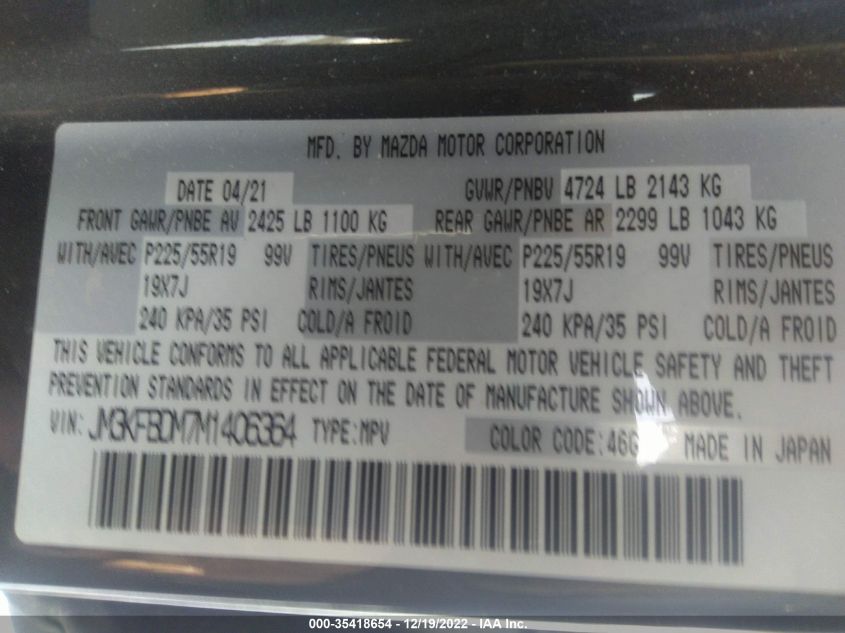 MFD. BY MAZDA MOTOR CORPORATION
DATE 04/21 GVWR/PNBV 4724 LB 2143 KG
FRONT GAWR/PNBE AV 2425 LB 1100 KG REAR GAWR/PNBE AR 2299 LB 1043 KG
WITH/AVEC P225/55R19 99V TIRES/PNEUS WITH/AVEC P225/55R19 99V TIRES/PNEUS
19X7J RIMS/JANTES 19X7J RIMS/JANTES
240 KPA/35 PSI COLD/A FROID 240 KPA/35 PSI COLD/A FROID
THIS VEHICLE CONFORMS TO ALL APPLICABLE FEDERAL MOTOR VEHICLE SAFETY AND THEFT
PREVENTION STANDARDS IN EFFECT ON THE DATE OF MANUFACTURE SHOWN ABOVE.
VIN: JM3KFBDM7M1406364 TYPE:MPV COLOR CODE:46G MADE IN JAPAN
000-35418654 - 12/19/2022 - IAA Inc.